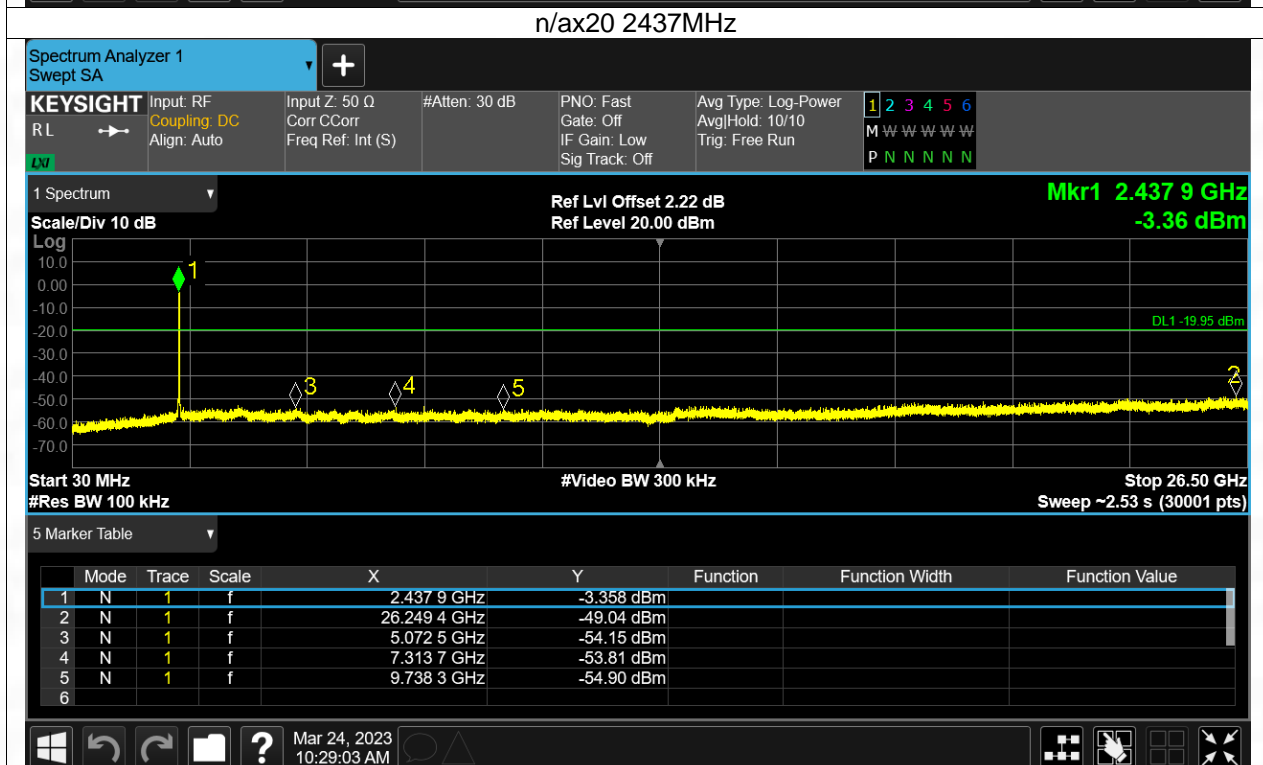 n/ax20 2437MHz
Spectrum Analyzer 1
Swept SA
+
KEYSIGHT Input: RF Input Z: 50 Ω #Atten: 30 dB PNO: Fast Avg Type: Log-Power 1 2 3 4 5 6
RL Coupling: DC Corr CCorr Gate: Off Avg|Hold: 10/10 M W W W W W
Align: Auto Freq Ref: Int (S) IF Gain: Low Trig: Free Run
LXI Sig Track: Off P N N N N N
1 Spectrum Ref Lvl Offset 2.22 dB Mkr1 2.437 9 GHz
Scale/Div 10 dB Ref Level 20.00 dBm -3.36 dBm
Log
10.0
1
0.00
-10.0
DL1 -19.95 dBm
-20.0
-30.0
-40.0 3 4 5 2
-50.0
-60.0
-70.0
Start 30 MHz #Video BW 300 kHz Stop 26.50 GHz
#Res BW 100 kHz Sweep ~2.53 s (30001 pts)
5 Marker Table
Mode Trace Scale X Y Function Function Width Function Value
1 N 1 f 2.437 9 GHz -3.358 dBm
2 N 1 f 26.249 4 GHz -49.04 dBm
3 N 1 f 5.072 5 GHz -54.15 dBm
4 N 1 f 7.313 7 GHz -53.81 dBm
5 N 1 f 9.738 3 GHz -54.90 dBm
6
? Mar 24, 2023
10:29:03 AM